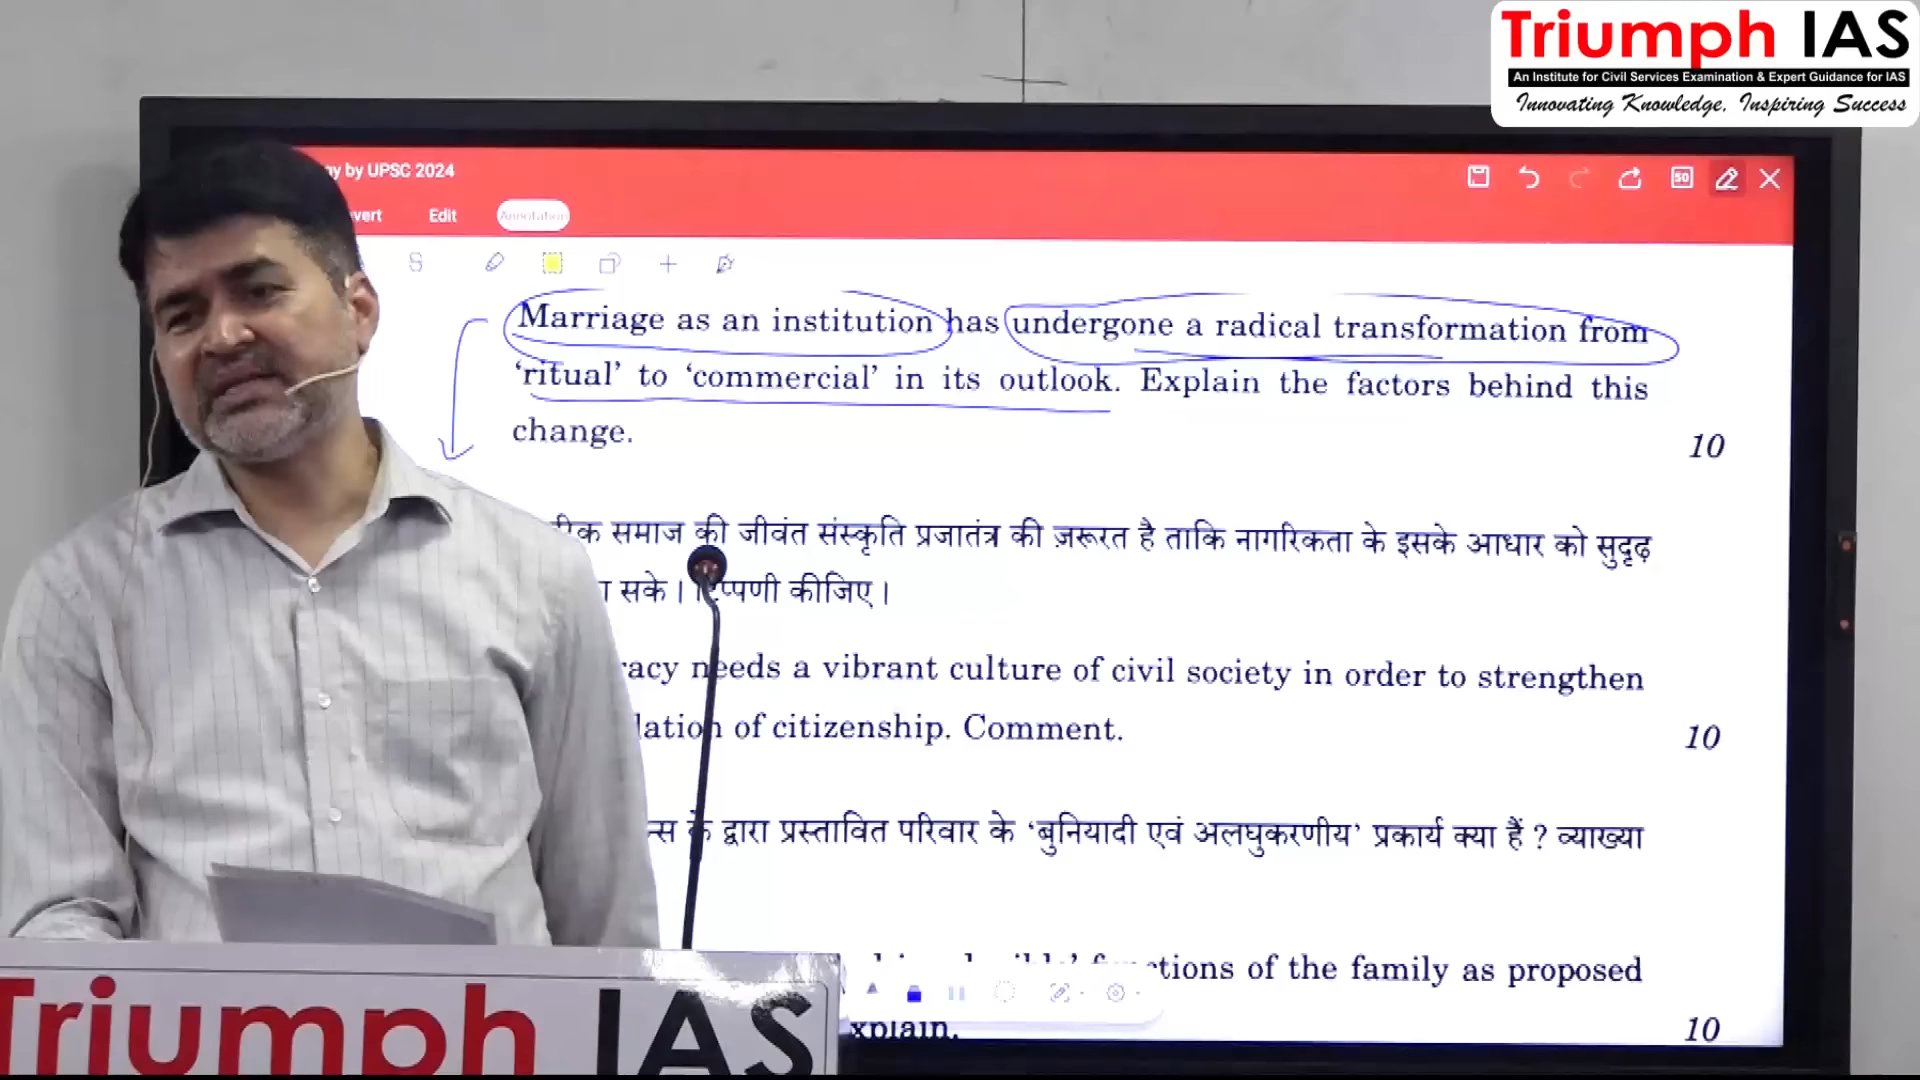 Triumph IAS
An Institute for Civil Services Examination & Expert Guidance for IAS
Innovating Knowledge, Inspiring Success
by UPSC 2024
Edit
Annotation
50
Marriage as an institution has undergone a radical transformation from
‘ritual’ to ‘commercial’ in its outlook. Explain the factors behind this
change.
10
समाज की जीवंत संस्कृति प्रजातंत्र की ज़रूरत है ताकि नागरिकता के इसके आधार को सुदृढ़
सके। टिप्पणी कीजिए।
needs a vibrant culture of civil society in order to strengthen
of citizenship. Comment.
10
के द्वारा प्रस्तावित परिवार के ‘बुनियादी एवं अलघुकरणीय’ प्रकार्य क्या हैं ? व्याख्या
of the family as proposed
10
Triumph IAS